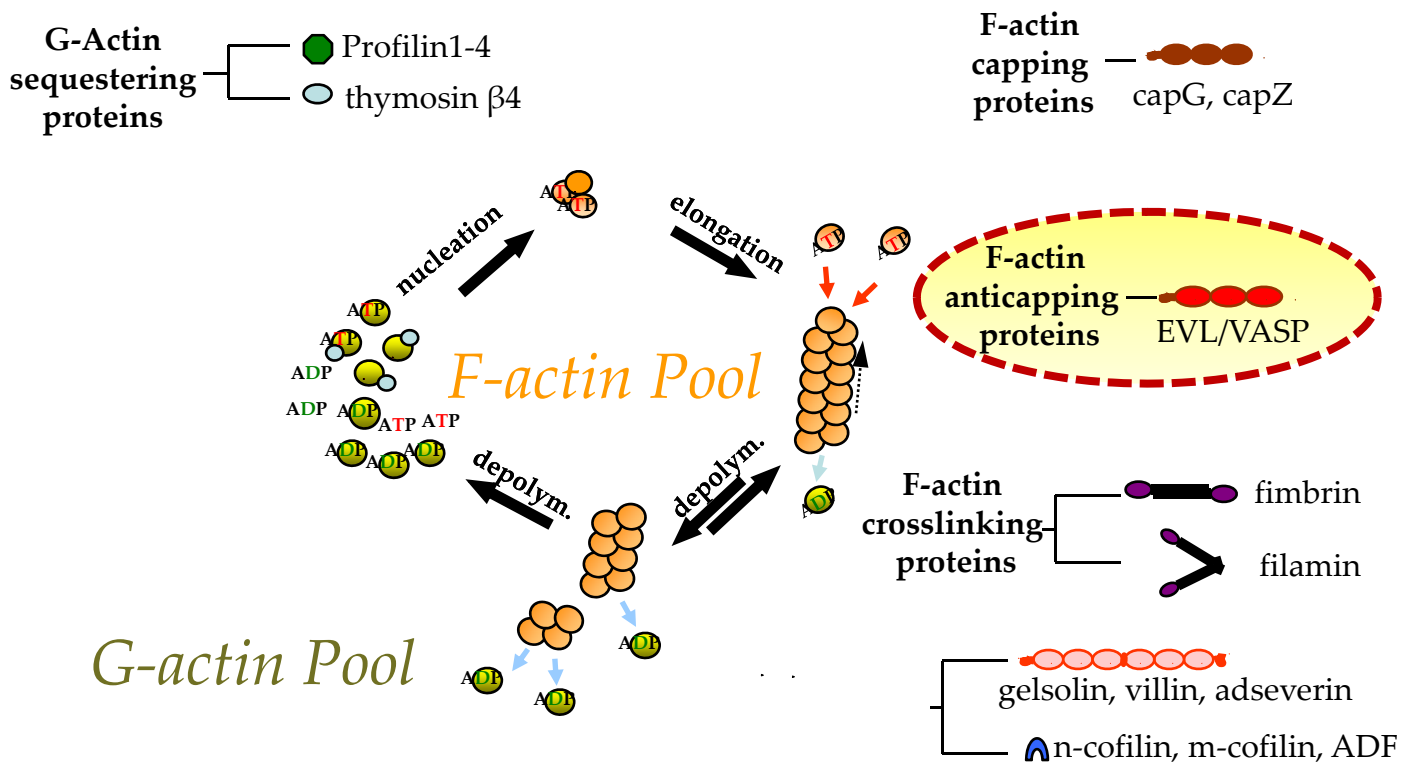 G-Actin
sequestering
proteins
Profilin1-4
thymosin β4
F-actin
capping
proteins
capG, capZ
nucleation
ATP
ATP
elongation
ATP
ATP
F-actin
anticapping
proteins
EVL/VASP
ATP
ATP
ADP
ADP
ADP
ATP
ATP
ADP
ADP
ADP
F-actin Pool
depolym.
depolym.
ADP
F-actin
crosslinking
proteins
fimbrin
filamin
G-actin Pool
ADP
ADP
ADP
gelsolin, villin, adseverin
n-cofilin, m-cofilin, ADF